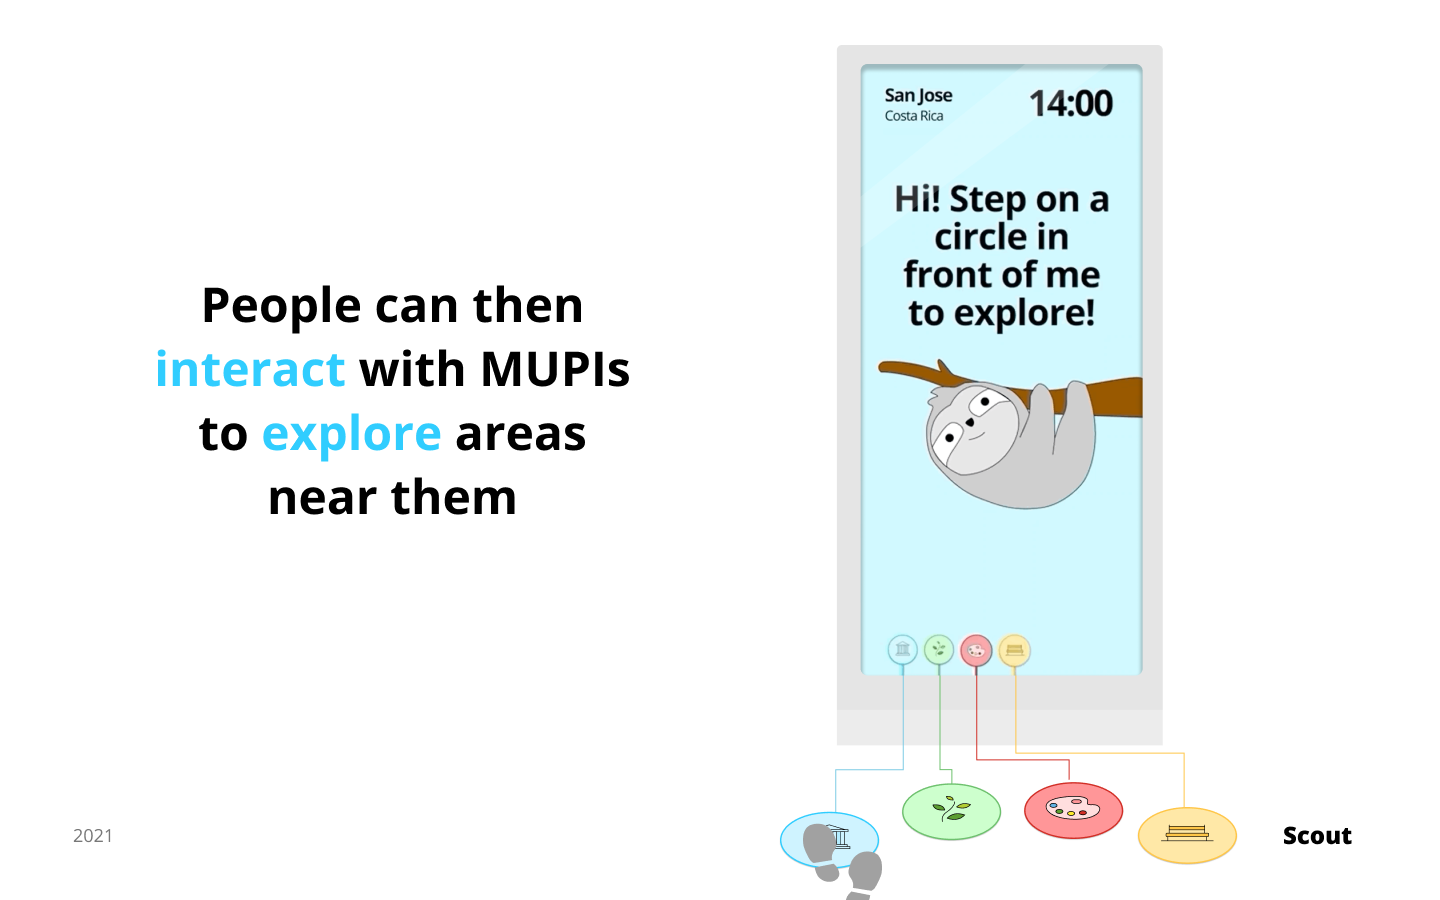 People can then
interact with MUPIs
to explore areas
near them
San Jose
Costa Rica
14:00
Hi! Step on a
circle in
front of me
to explore!
2021
Scout